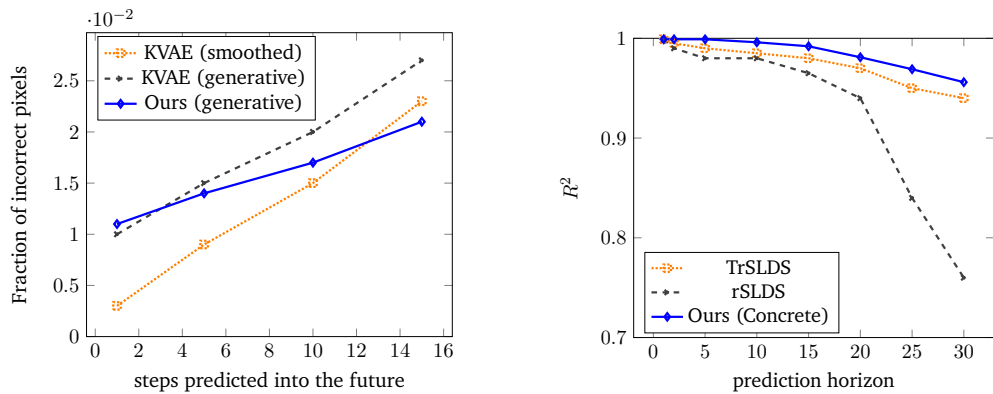 ·10⁻²
Fraction of incorrect pixels
2.5
2
1.5
1
0.5
0
KVAE (smoothed)
KVAE (generative)
Ours (generative)
0 2 4 6 8 10 12 14 16
steps predicted into the future
R²
1
0.9
0.8
0.7
TrSLDS
rSLDS
Ours (Concrete)
0 1 5 10 15 20 25 30
prediction horizon